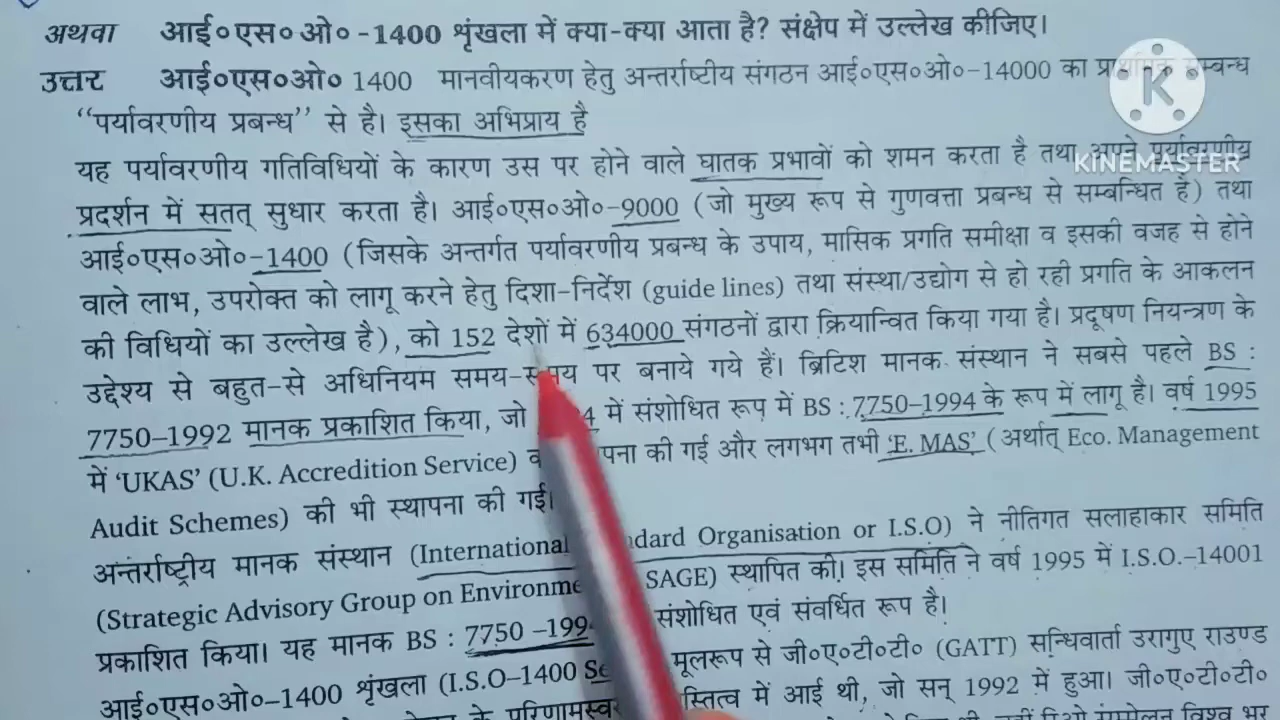 अथवा आई०एस०ओ०-1400 शृंखला में क्या-क्या आता है? संक्षेप में उल्लेख कीजिए।
उत्तर आई०एस०ओ० 1400 मानवीयकरण हेतु अन्तर्राष्टीय संगठन आई०एस०ओ०-14000 का
K
"पर्यावरणीय प्रबन्ध" से है। इसका अभिप्राय है
यह पर्यावरणीय गतिविधियों के कारण उस पर होने वाले घातक प्रभावों को शमन करता है तथा अपने पर्यावरणीय
KINEMASTER
प्रदर्शन में सतत् सुधार करता है। आई०एस०ओ०-9000 (जो मुख्य रूप से गुणवत्ता प्रबन्ध से सम्बन्धित है) तथा
आई०एस०ओ०-1400 (जिसके अन्तर्गत पर्यावरणीय प्रबन्ध के उपाय, मासिक प्रगति समीक्षा व इसकी वजह से होने
वाले लाभ, उपरोक्त को लागू करने हेतु दिशा-निर्देश (guide lines) तथा संस्था/उद्योग से हो रही प्रगति के आकलन
की विधियों का उल्लेख है), को 152 देशों में 634000 संगठनों द्वारा क्रियान्वित किया गया है। प्रदूषण नियन्त्रण के
उद्देश्य से बहुत-से अधिनियम समय-समय पर बनाये गये हैं। ब्रिटिश मानक संस्थान ने सबसे पहले BS :
7750-1992 मानक प्रकाशित किया, जो में संशोधित रूप में BS : 7750-1994 के रूप में लागू है। वर्ष 1995
में 'UKAS' (U.K. Accreditation Service) की गई और लगभग तभी 'E. MAS' (अर्थात् Eco. Management
Audit Schemes) की भी स्थापना की गई।
अंन्तर्राष्ट्रीय मानक संस्थान (International Organisation or I.S.O) ने नीतिगत सलाहाकार समिति
(Strategic Advisory Group on SAGE) स्थापित की। इस समिति ने वर्ष 1995 में I.S.O.-14001
प्रकाशित किया। यह मानक BS : 7750 संशोधित एवं संवर्धित रूप है।
आई०एस०ओ०-1400 शृंखला (I.S.O-1400 मूलरूप से जी०ए०टी०टी० (GATT) सन्धिवार्ता उरागुए राउण्ड
में आई थी, जो सन् 1992 में हुआ। जी०ए०टी०टी०